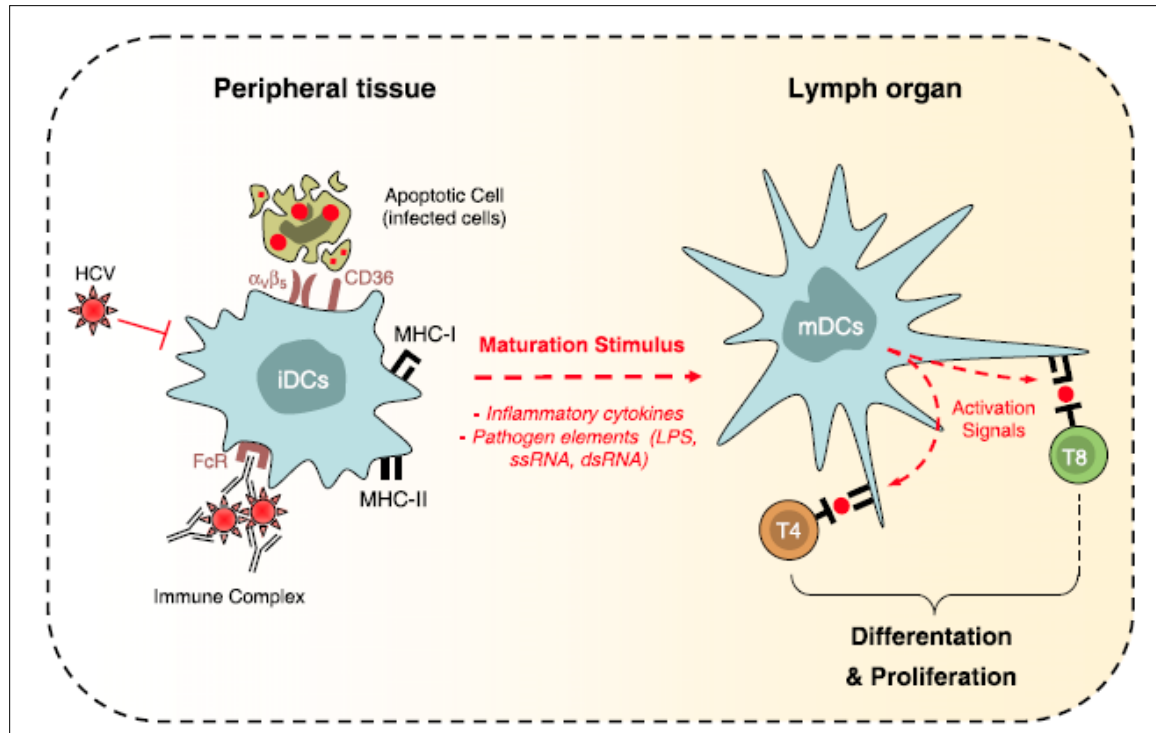 Peripheral tissue
Lymph organ
Apoptotic Cell
(infected cells)
HCV
αvβ5
CD36
MHC-I
iDCs
mDCs
Maturation Stimulus
- Inflammatory cytokines
- Pathogen elements (LPS,
ssRNA, dsRNA)
Activation
Signals
FcR
MHC-II
T8
T4
Immune Complex
Differentation
& Proliferation